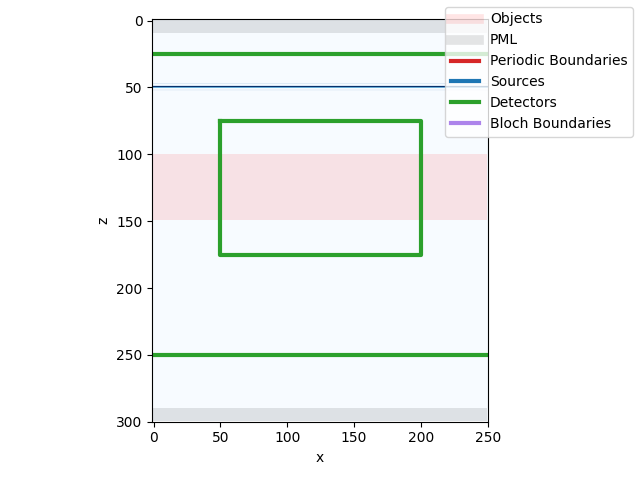 Objects
PML
Periodic Boundaries
Sources
Detectors
Bloch Boundaries
0
50
100
150
200
250
300
z
0
50
100
150
200
250
x